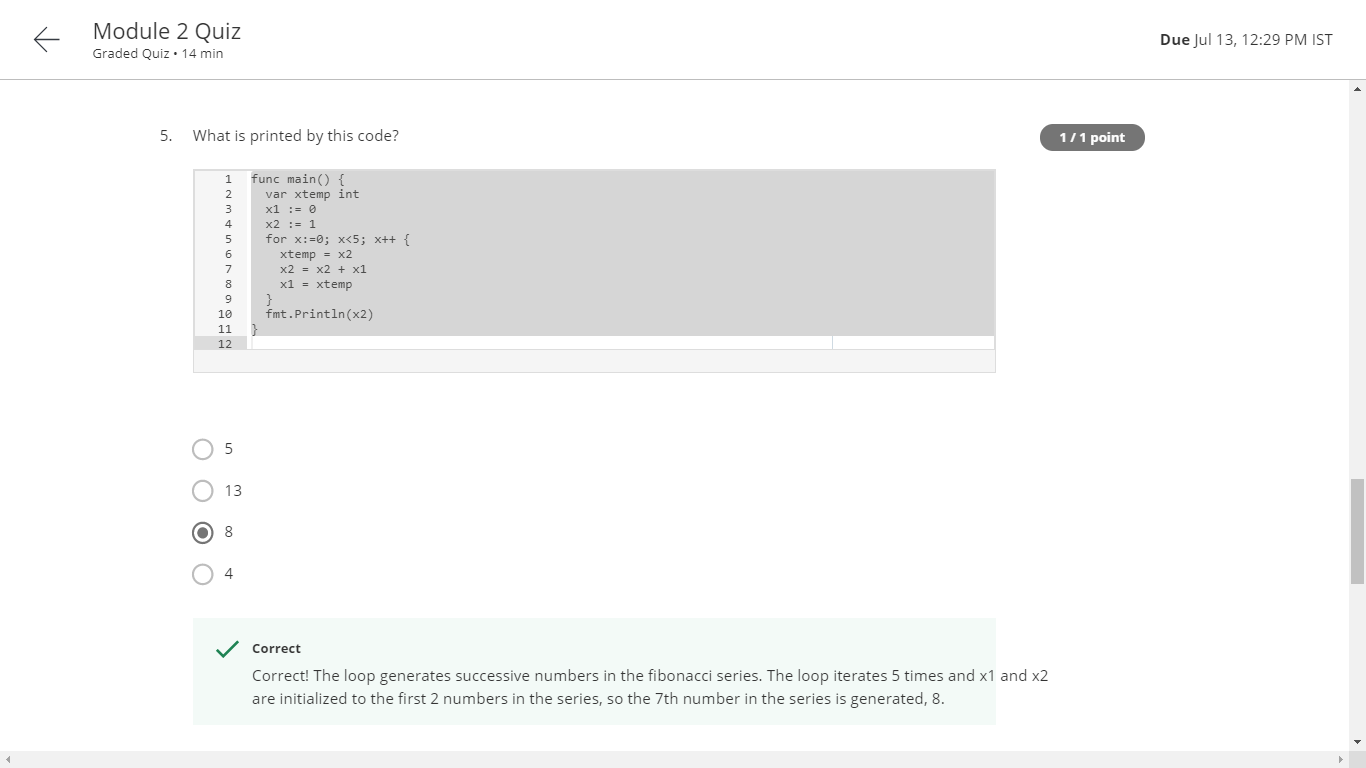 Module 2 Quiz
Graded Quiz • 14 min
Due Jul 13, 12:29 PM IST
5. What is printed by this code?
1 / 1 point
1 func main() {
2 var xtemp int
3 x1 := 0
4 x2 := 1
5 for x:=0; x<5; x++ {
6 xtemp = x2
7 x2 = x2 + x1
8 x1 = xtemp
9 }
10 fmt.Println(x2)
11 }
12
5
13
8
4
Correct
Correct! The loop generates successive numbers in the fibonacci series. The loop iterates 5 times and x1 and x2
are initialized to the first 2 numbers in the series, so the 7th number in the series is generated, 8.